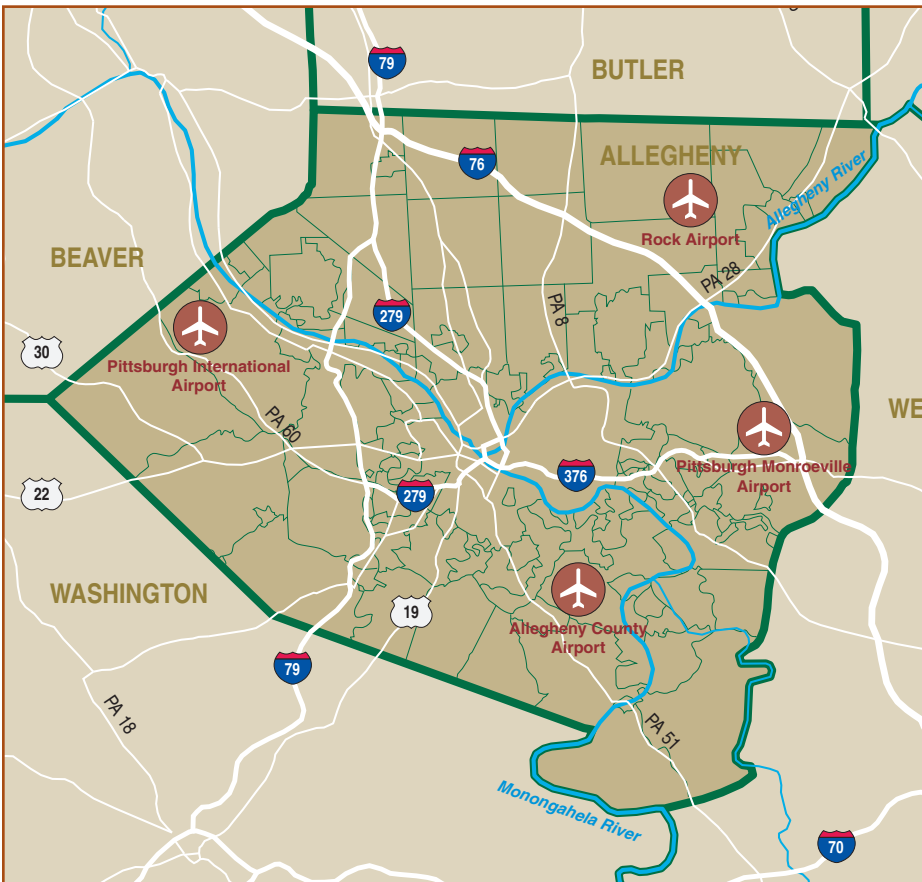 79
BUTLER
76
ALLEGHENY
Allegheny River
Rock Airport
BEAVER
PA 28
279
PA 8
30
Pittsburgh International
Airport
PA 60
WE
22
279
376
Pittsburgh Monroeville
Airport
WASHINGTON
19
Allegheny County
Airport
79
PA 18
PA 51
Monongahela River
70